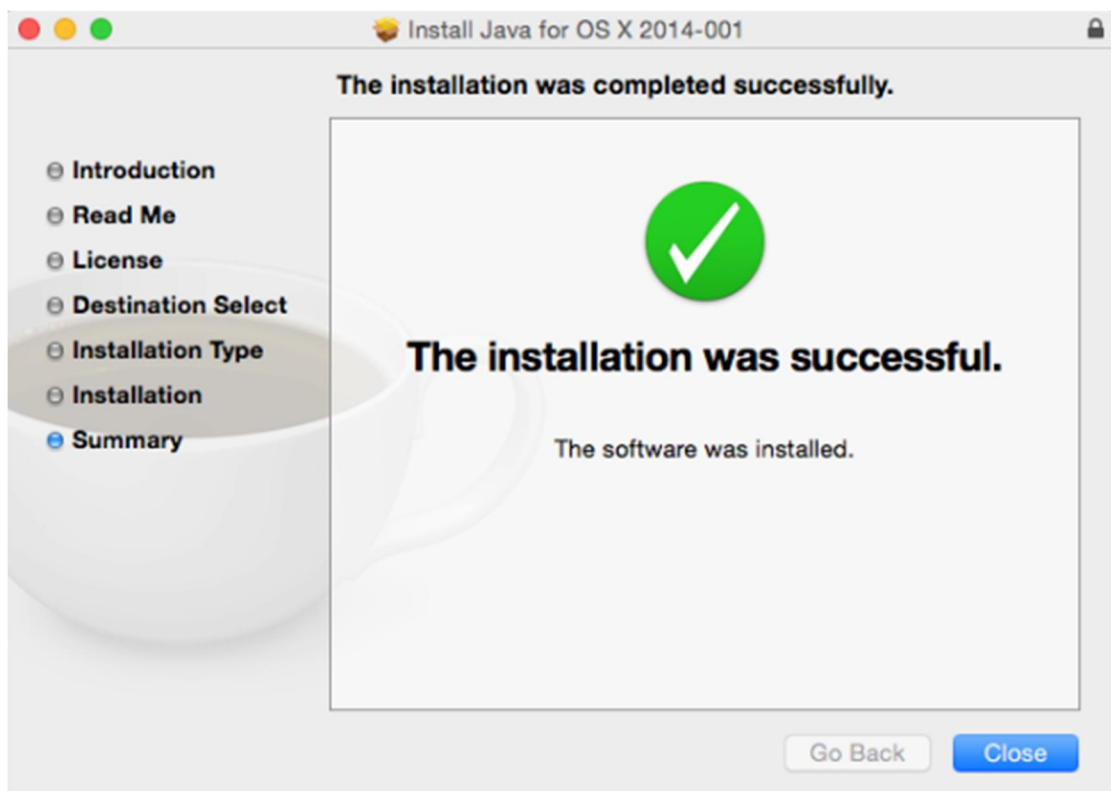 Install Java for OS X 2014-001
The installation was completed successfully.
Introduction
Read Me
License
Destination Select
Installation Type
Installation
Summary
The installation was successful.
The software was installed.
Go Back
Close